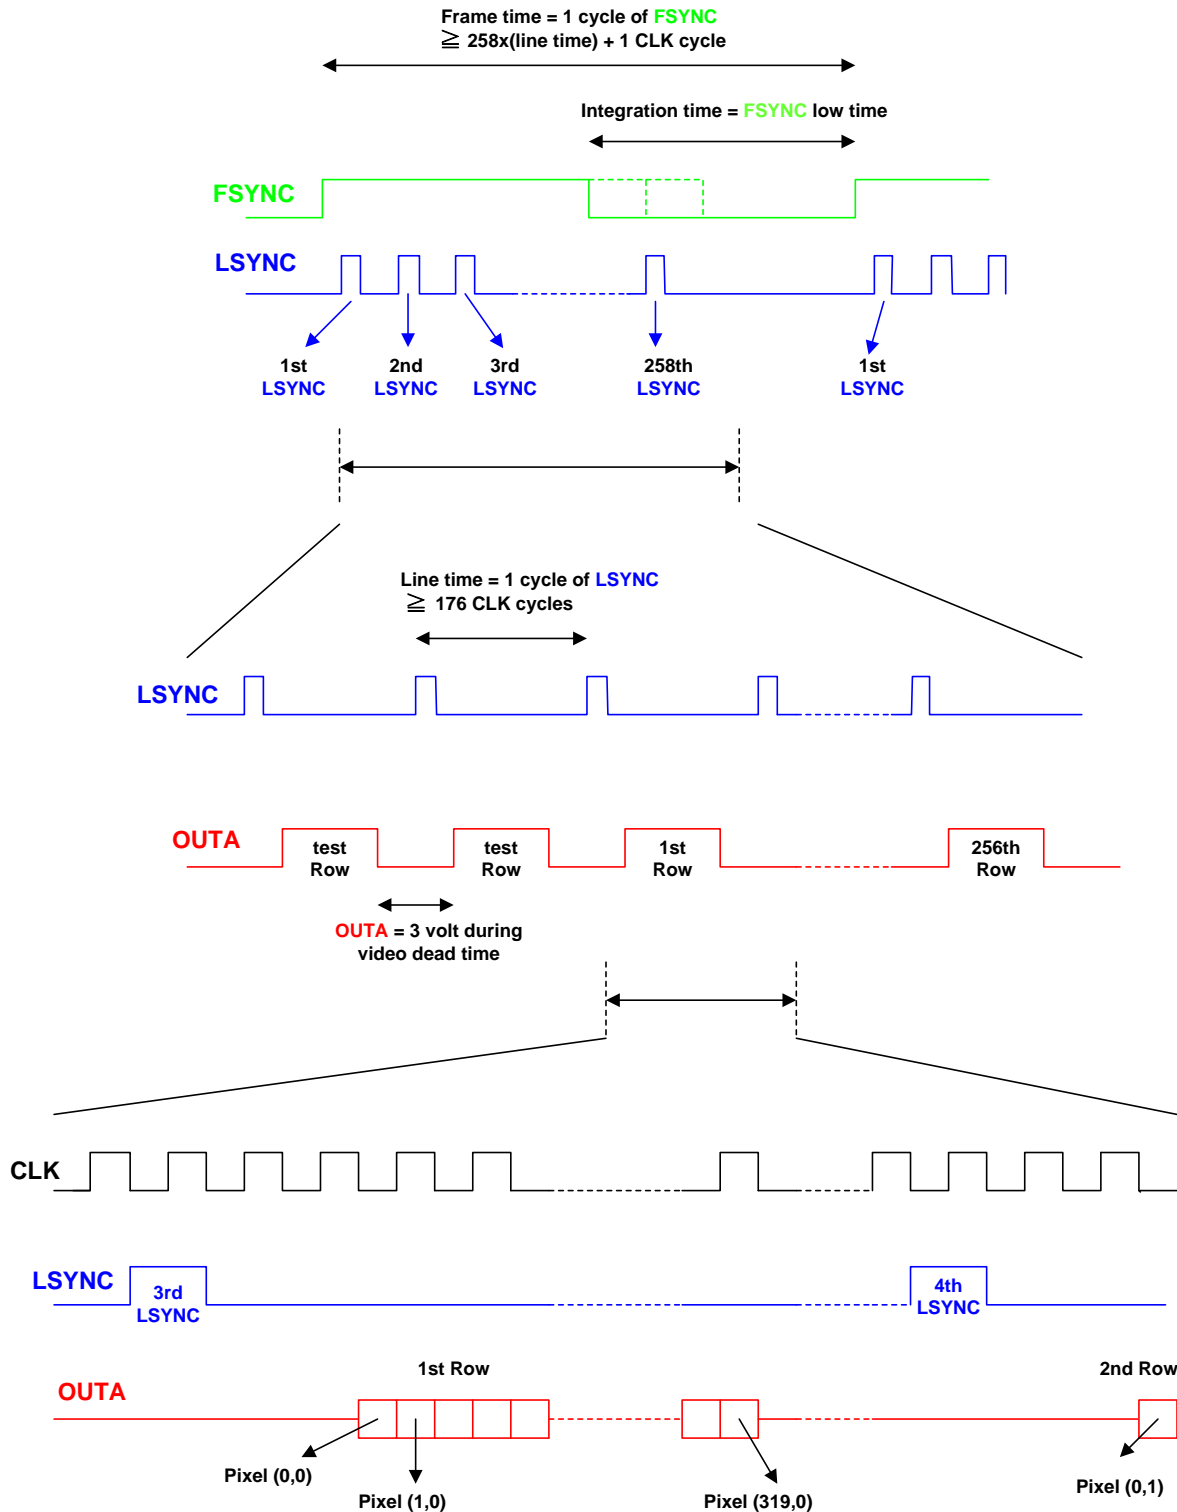 Frame time = 1 cycle of FSYNC
≧ 258x(line time) + 1 CLK cycle
Integration time = FSYNC low time
FSYNC
LSYNC
1st
LSYNC
2nd
LSYNC
3rd
LSYNC
258th
LSYNC
1st
LSYNC
Line time = 1 cycle of LSYNC
≧ 176 CLK cycles
LSYNC
OUTA
test
Row
test
Row
1st
Row
256th
Row
OUTA = 3 volt during
video dead time
CLK
LSYNC
3rd
LSYNC
4th
LSYNC
1st Row
2nd Row
OUTA
Pixel (0,0)
Pixel (1,0)
Pixel (319,0)
Pixel (0,1)